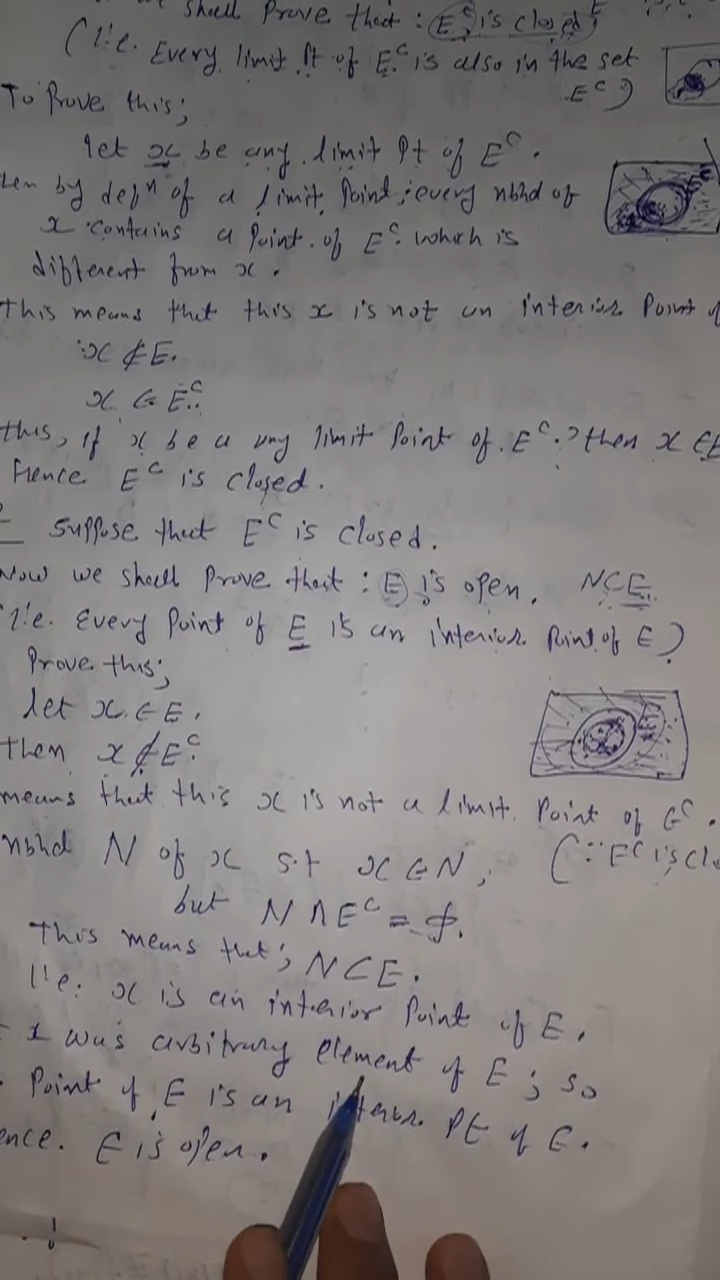 we shall Prove that : E^c is closed,
(i.e. Every limit Pt of E^c is also in the set
E^c)
To Prove this;
let x be any limit Pt of E^c.
by defn of a limit Point; every nbhd of
x contains a Point of E^c which is
different from x.
This means that this x is not an interior Point
∵x ∉ E.
x ∈ E^c.
this, if x be a any limit Point of E^c. then x ∈
Hence E^c is closed.
Suppose that E^c is closed.
Now we shall Prove that : E is open. N⊂E.
i.e. Every Point of E is an interior Point of E)
Prove this;
let x ∈ E.
then x ∉ E^c.
means that this x is not a limit Point of E^c.
nbhd N of x s.t x ∈ N; (∵ E^c is clo
but N ∩ E^c = ϕ.
This means that; N⊂E.
i.e. x is an interior Point of E.
x was arbitrary element of E; so
Point of E is an interior Pt of E.
ence. E is open.